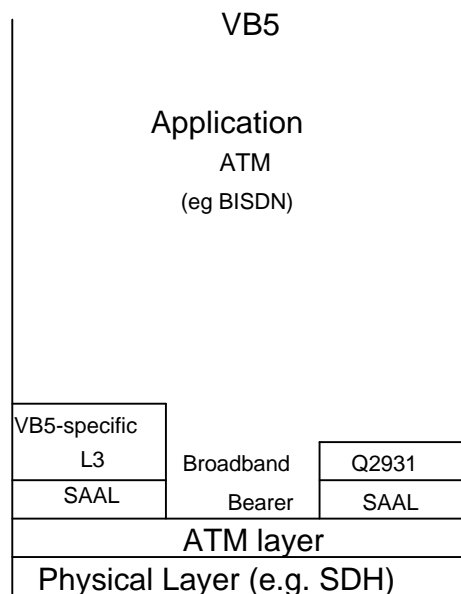 VB5
Application
ATM
(eg BISDN)
VB5-specific
L3 Broadband Q2931
SAAL Bearer SAAL
ATM layer
Physical Layer (e.g. SDH)